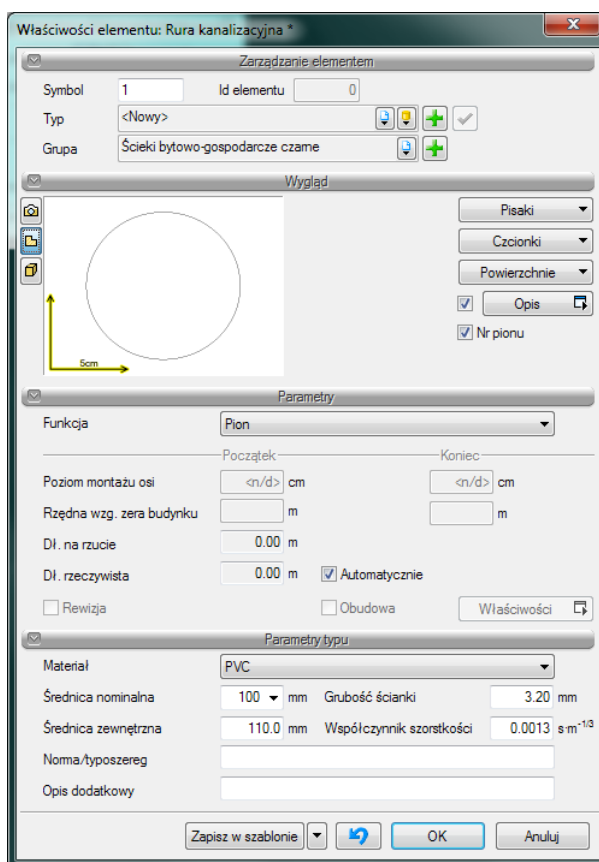 Właściwości elementu: Rura kanalizacyjna *
Zarządzanie elementem
Symbol 1 Id elementu 0
Typ <Nowy>
Grupa Ścieki bytowo-gospodarcze czarne
Wygląd
Pisaki
Czcionki
Powierzchnie
Opis
Nr pionu
5cm
Parametry
Funkcja Pion
Początek Koniec
Poziom montażu osi <n/d> cm <n/d> cm
Rzędna wzg. zera budynku m m
Dł. na rzucie 0.00 m
Dł. rzeczywista 0.00 m Automatycznie
Rewizja Obudowa Właściwości
Parametry typu
Materiał PVC
Średnica nominalna 100 mm Grubość ścianki 3.20 mm
Średnica zewnętrzna 110.0 mm Współczynnik szorstkości 0.0013 s·m⁻¹/³
Norma/typoszereg
Opis dodatkowy
Zapisz w szablonie OK Anuluj